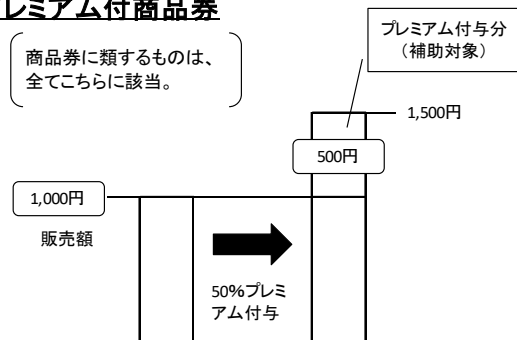 レミアム付商品券
商品券に類するものは、
全てこちらに該当。
プレミアム付与分
（補助対象）
1,500円
500円
1,000円
販売額
50%プレミ
アム付与